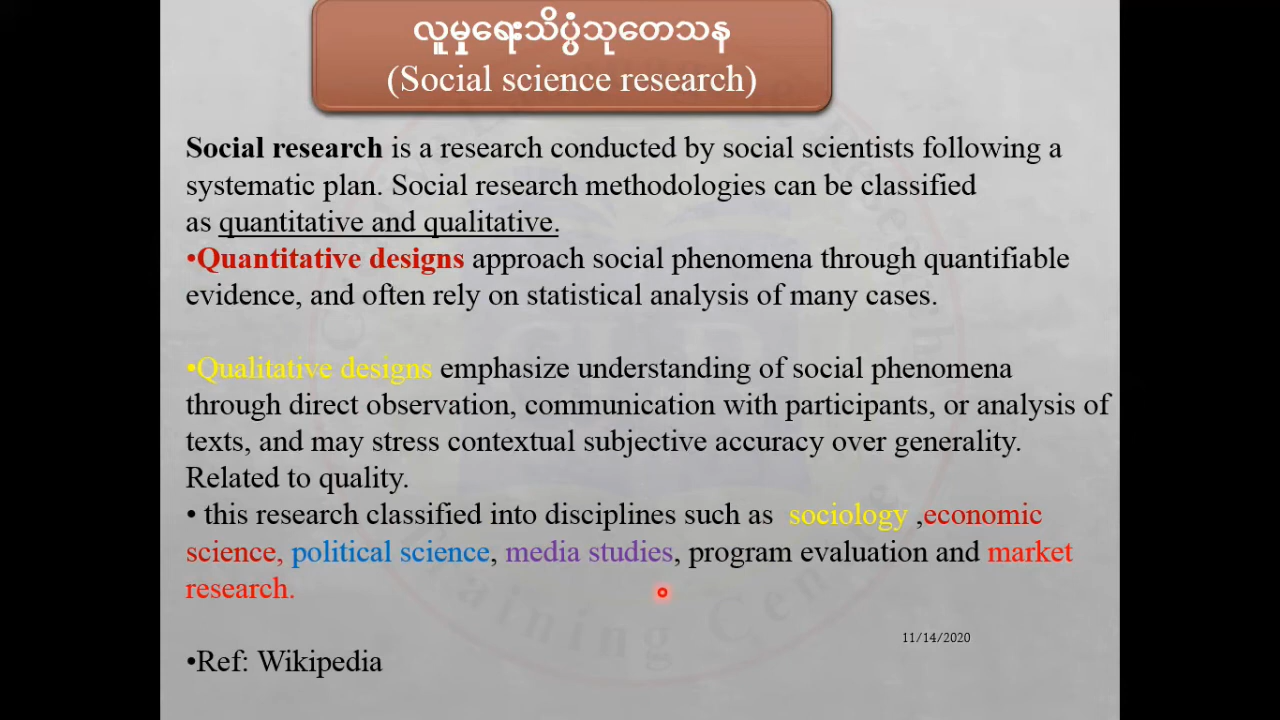 လူမှုရေးသိပ္ပံသုတေသန
(Social science research)
Social research is a research conducted by social scientists following a
systematic plan. Social research methodologies can be classified
as quantitative and qualitative.
•Quantitative designs approach social phenomena through quantifiable
evidence, and often rely on statistical analysis of many cases.
•Qualitative designs emphasize understanding of social phenomena
through direct observation, communication with participants, or analysis of
texts, and may stress contextual subjective accuracy over generality.
Related to quality.
• this research classified into disciplines such as sociology ,economic
science, political science, media studies, program evaluation and market
research.
11/14/2020
•Ref: Wikipedia
Training Center